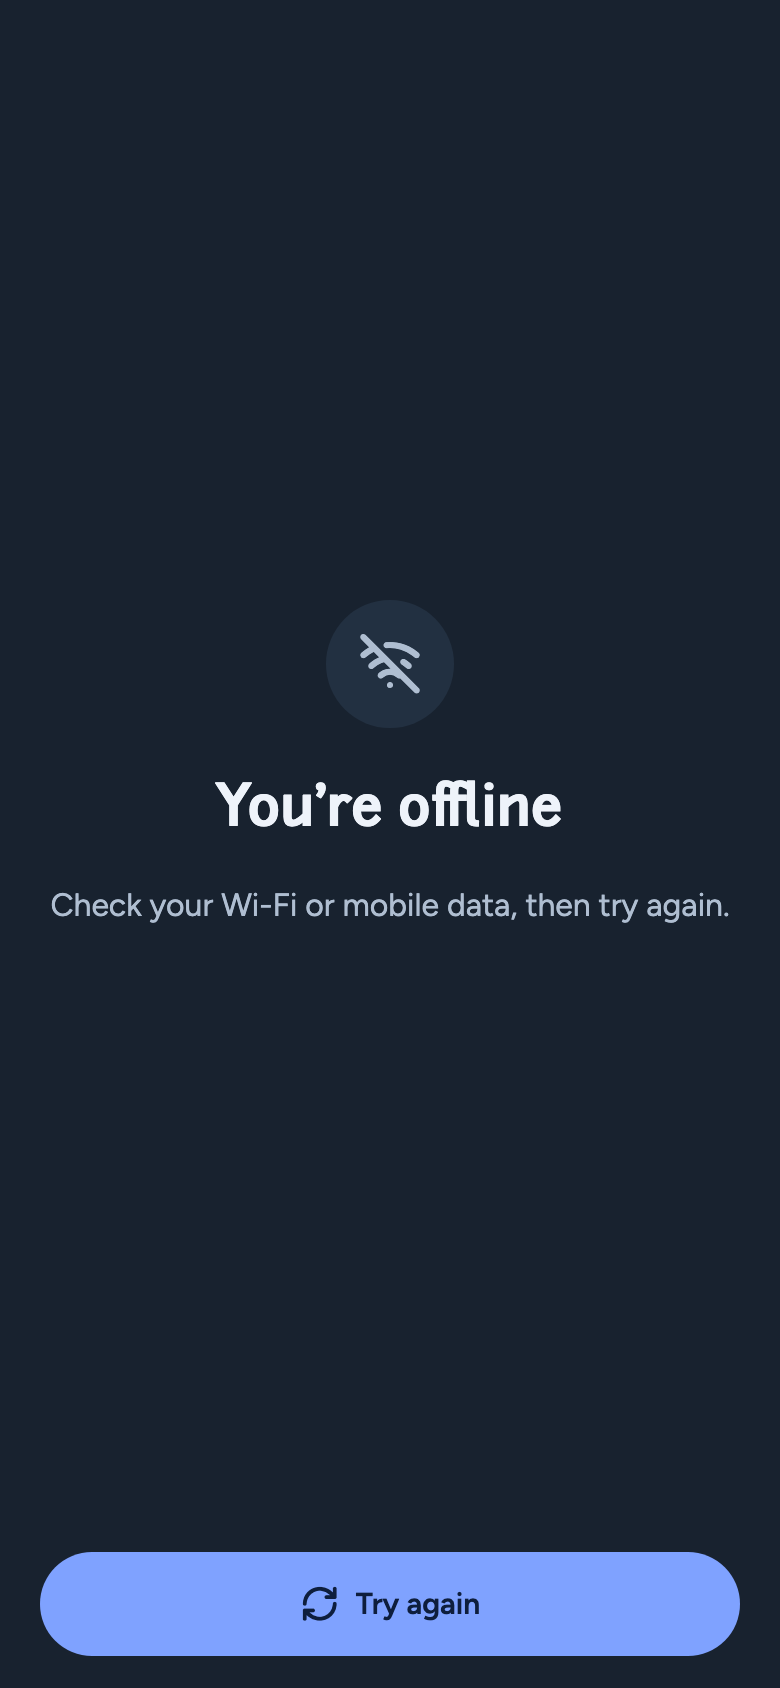 You’re offline
Check your Wi-Fi or mobile data, then try again.
Try again